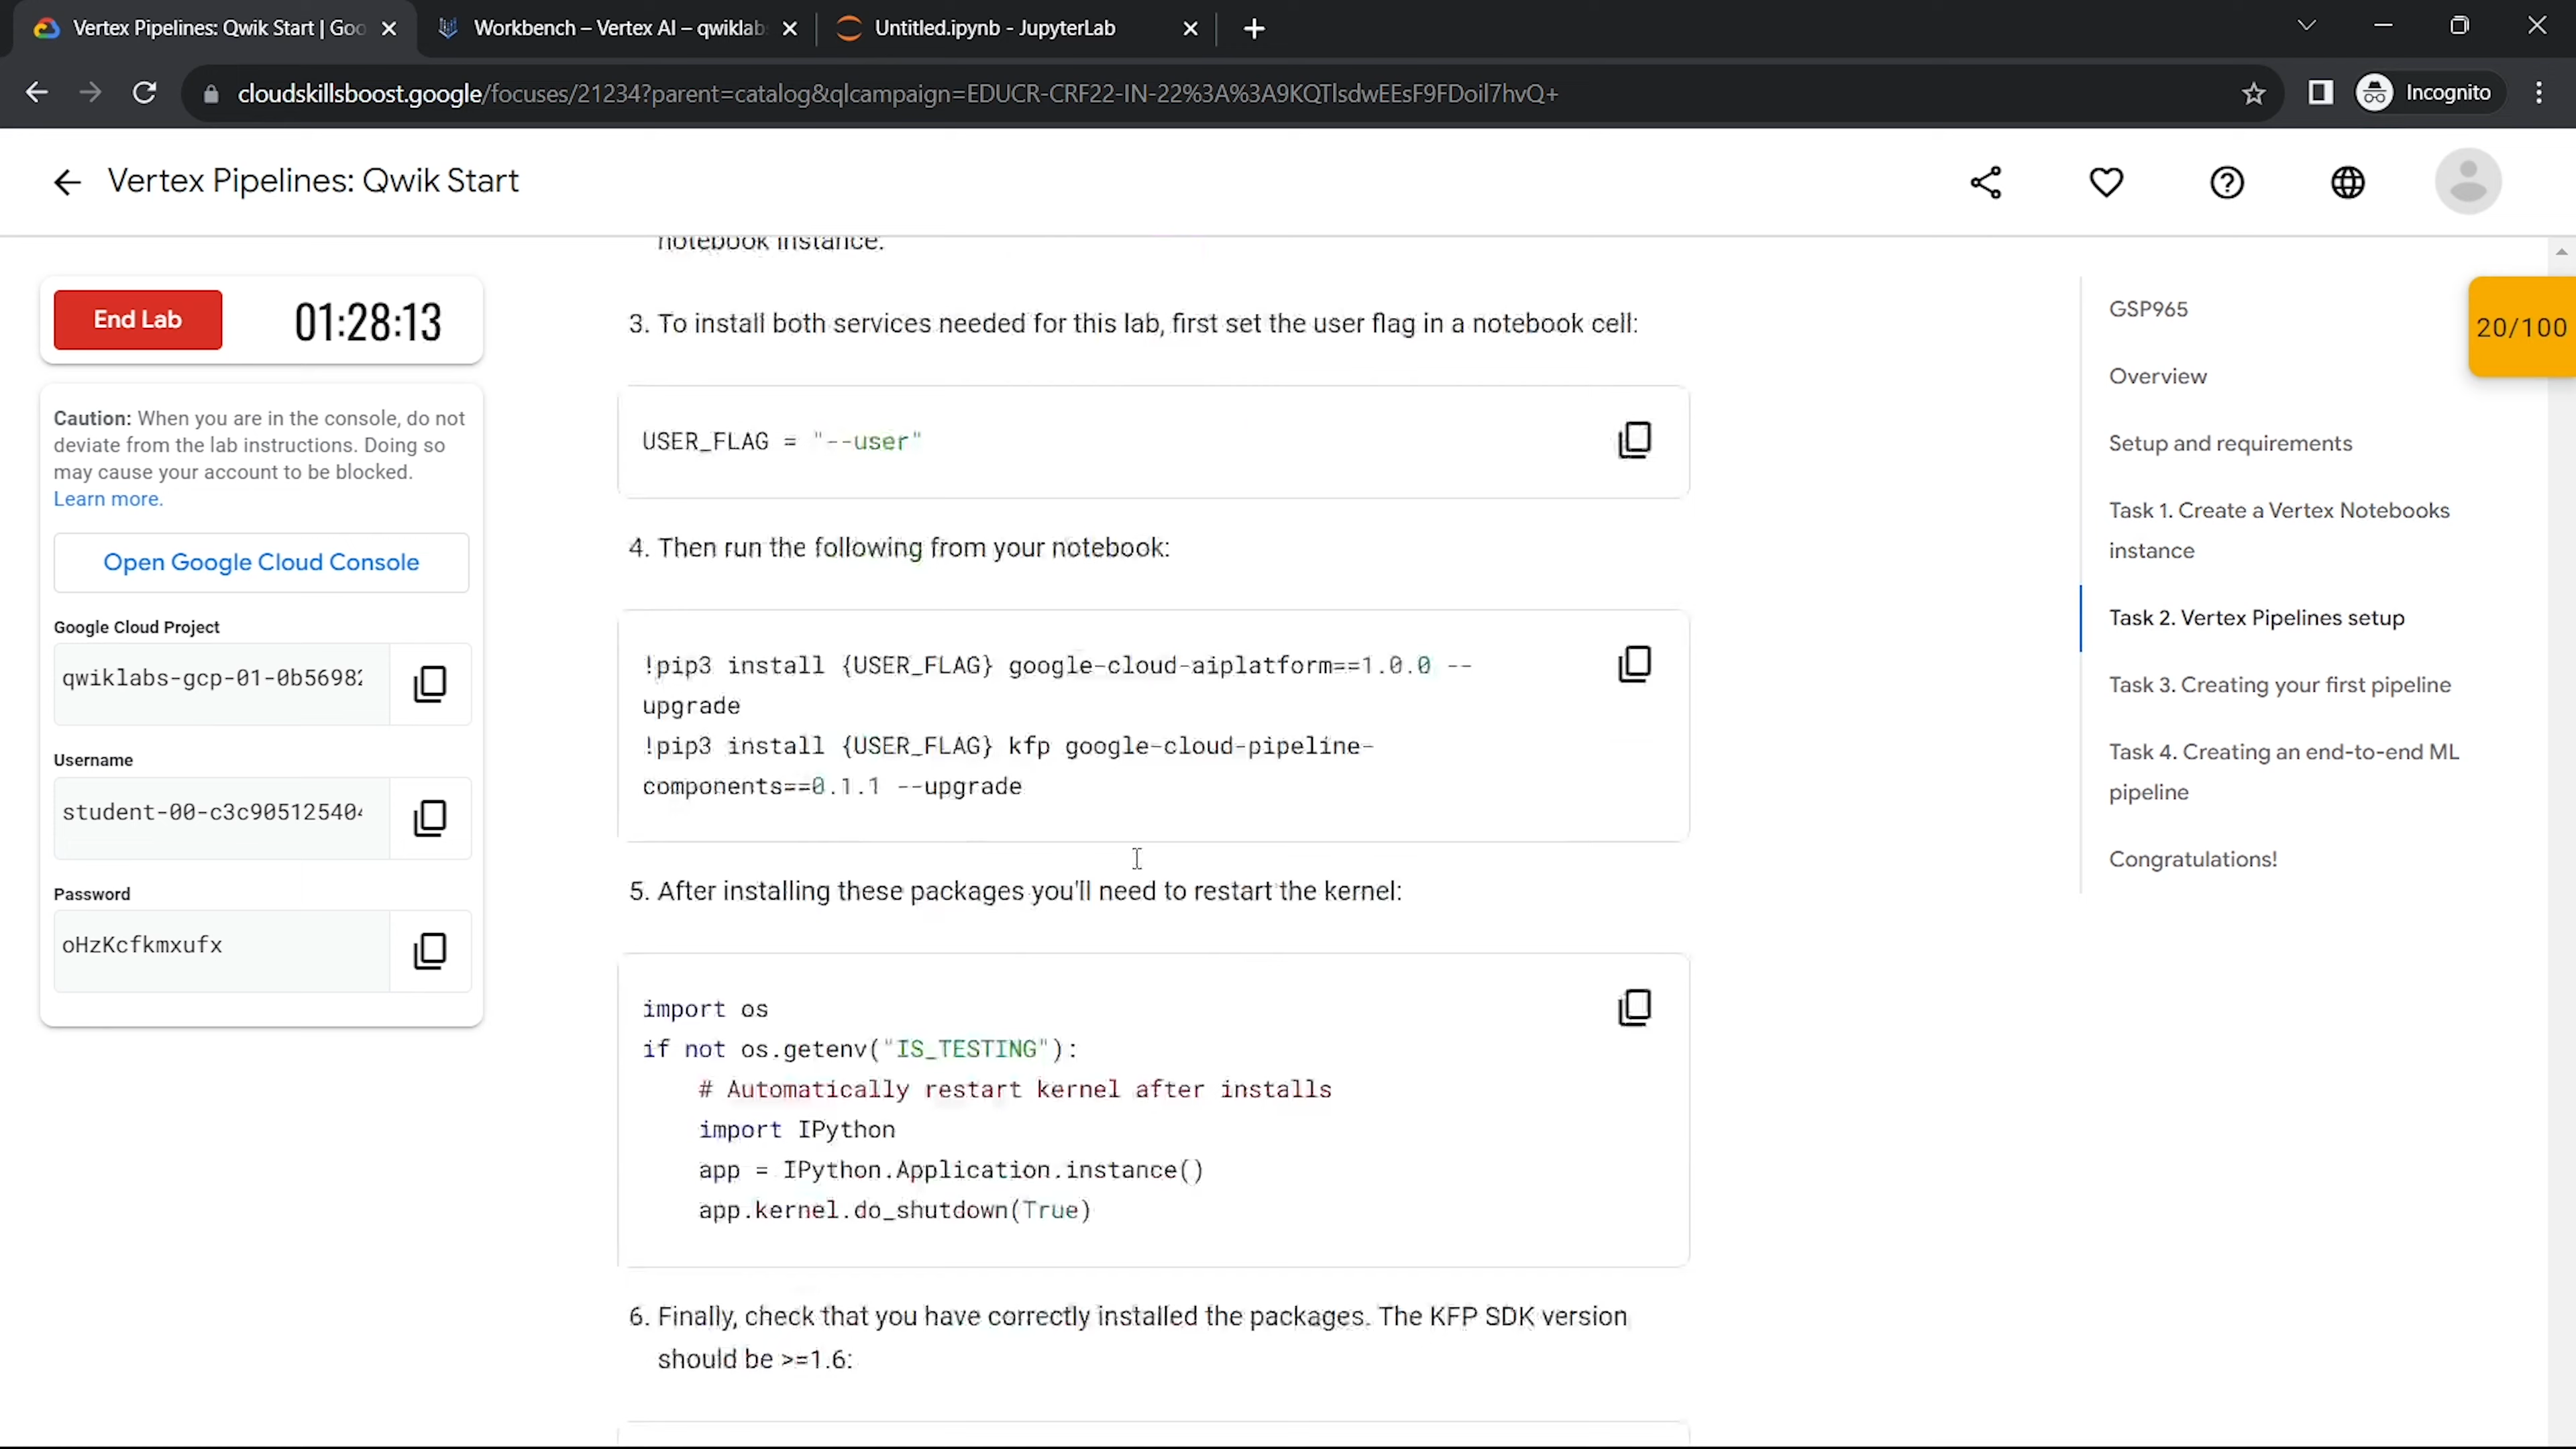 Vertex Pipelines: Qwik Start | Goo
Workbench – Vertex AI – qwiklab
Untitled.ipynb - JupyterLab
cloudskillsboost.google/focuses/21234?parent=catalog&qlcampaign=EDUCR-CRF22-IN-22%3A%3A9KQTlsdwEEsF9FDoil7hvQ+
Incognito
Vertex Pipelines: Qwik Start
End Lab
01:28:13
Caution: When you are in the console, do not
deviate from the lab instructions. Doing so
may cause your account to be blocked.
Learn more.
Open Google Cloud Console
Google Cloud Project
qwiklabs-gcp-01-0b56982
Username
student-00-c3c905125404
Password
oHzKcfkmxufx
notebook instance.
3. To install both services needed for this lab, first set the user flag in a notebook cell:
USER_FLAG = "--user"
4. Then run the following from your notebook:
!pip3 install {USER_FLAG} google-cloud-aiplatform==1.0.0 --
upgrade
!pip3 install {USER_FLAG} kfp google-cloud-pipeline-
components==0.1.1 --upgrade
5. After installing these packages you'll need to restart the kernel:
import os
if not os.getenv("IS_TESTING"):
    # Automatically restart kernel after installs
    import IPython
    app = IPython.Application.instance()
    app.kernel.do_shutdown(True)
6. Finally, check that you have correctly installed the packages. The KFP SDK version
should be >=1.6:
GSP965
Overview
Setup and requirements
Task 1. Create a Vertex Notebooks
instance
Task 2. Vertex Pipelines setup
Task 3. Creating your first pipeline
Task 4. Creating an end-to-end ML
pipeline
Congratulations!
20/100